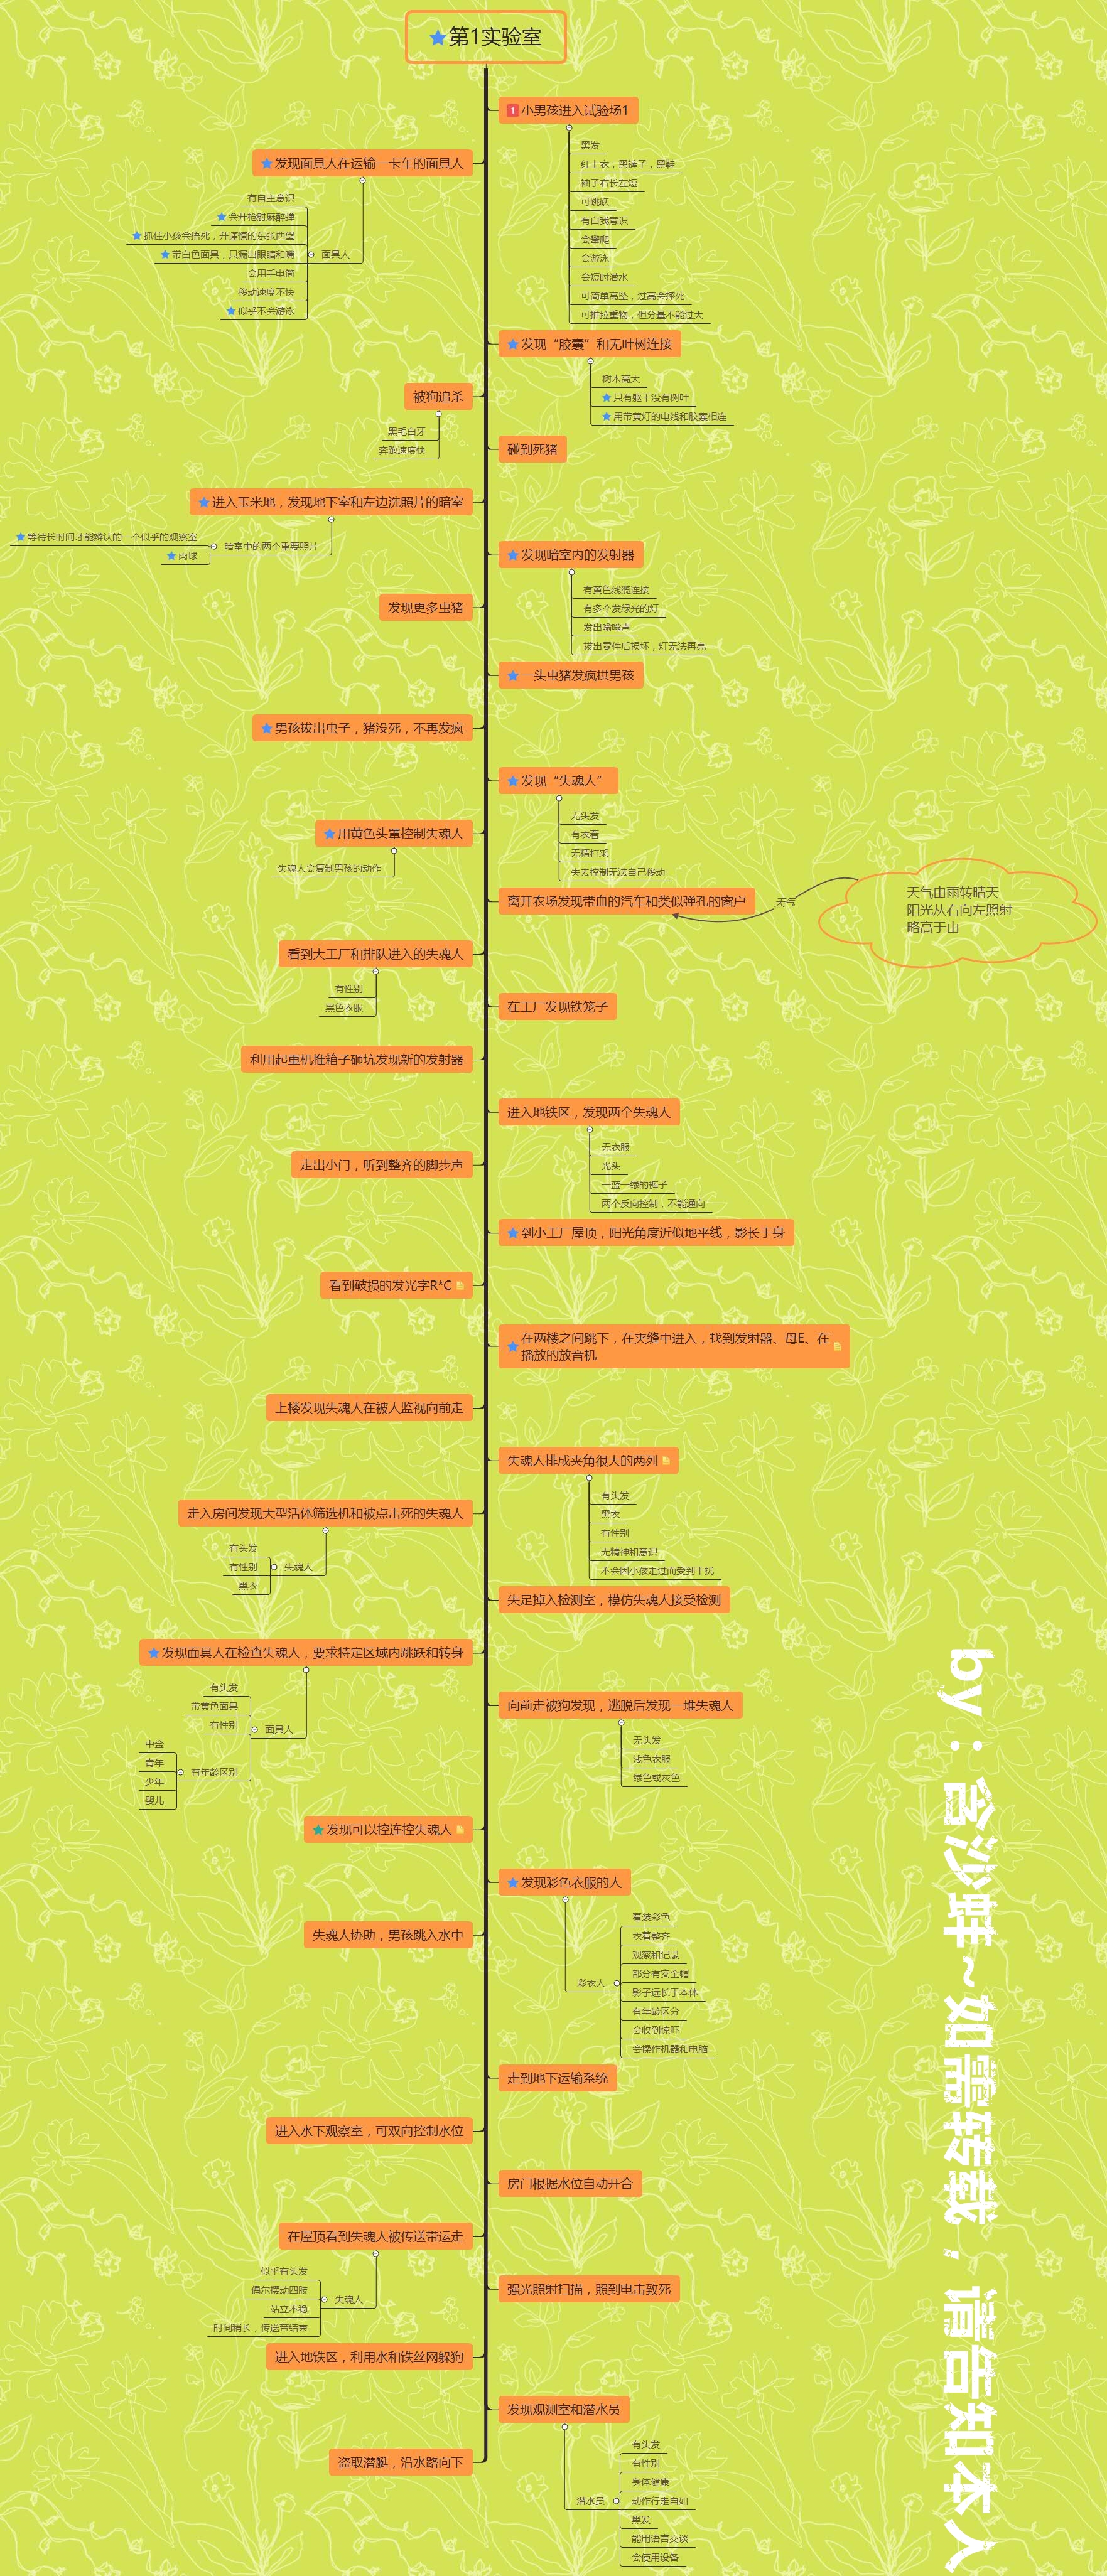 第1实验室
小男孩进入试验场1
黑发
红上衣，黑裤子，黑鞋
袖子右长左短
可跳跃
有自我意识
会攀爬
会游泳
会短时潜水
可简单高坠，过高会摔死
可推拉重物，但分量不能过大
发现面具人在运输一卡车的面具人
面具人
有自主意识
会开枪射麻醉弹
抓住小孩会捂死，并谨慎的东张西望
带白色面具，只漏出眼睛和嘴
会用手电筒
移动速度不快
似乎不会游泳
发现“胶囊”和无叶树连接
树木高大
只有躯干没有树叶
用带黄灯的电线和胶囊相连
被狗追杀
黑毛白牙
奔跑速度快
碰到死猪
进入玉米地，发现地下室和左边洗照片的暗室
暗室中的两个重要照片
等待长时间才能辨认的一个似乎的观察室
肉球
发现暗室内的发射器
有黄色线缆连接
有多个发绿光的灯
发出嗡嗡声
拔出零件后损坏，灯无法再亮
发现更多虫猪
一头虫猪发疯拱男孩
男孩拔出虫子，猪没死，不再发疯
发现“失魂人”
无头发
有衣着
无精打采
失去控制无法自己移动
用黄色头罩控制失魂人
失魂人会复制男孩的动作
离开农场发现带血的汽车和类似弹孔的窗户
天气
天气由雨转晴天
阳光从右向左照射
略高于山
看到大工厂和排队进入的失魂人
有性别
黑色衣服
在工厂发现铁笼子
利用起重机推箱子砸坑发现新的发射器
进入地铁区，发现两个失魂人
无衣服
光头
一蓝一绿的裤子
两个反向控制，不能通向
走出小门，听到整齐的脚步声
到小工厂屋顶，阳光角度近似地平线，影长于身
看到破损的发光字R*C
在两楼之间跳下，在夹缝中进入，找到发射器、母E、在
播放的放音机
上楼发现失魂人在被人监视向前走
失魂人排成夹角很大的两列
有头发
黑衣
有性别
无精神和意识
不会因小孩走过而受到干扰
走入房间发现大型活体筛选机和被点击死的失魂人
失魂人
有头发
有性别
黑衣
失足掉入检测室，模仿失魂人接受检测
发现面具人在检查失魂人，要求特定区域内跳跃和转身
面具人
有头发
带黄色面具
有性别
有年龄区别
中金
青年
少年
婴儿
向前走被狗发现，逃脱后发现一堆失魂人
无头发
浅色衣服
绿色或灰色
发现可以控连控失魂人
发现彩色衣服的人
彩衣人
着装彩色
衣着整齐
观察和记录
部分有安全帽
影子远长于本体
有年龄区分
会收到惊吓
会操作机器和电脑
失魂人协助，男孩跳入水中
走到地下运输系统
进入水下观察室，可双向控制水位
房门根据水位自动开合
在屋顶看到失魂人被传送带运走
失魂人
似乎有头发
偶尔摆动四肢
站立不稳
时间稍长，传送带结束
强光照射扫描，照到电击致死
进入地铁区，利用水和铁丝网躲狗
发现观测室和潜水员
潜水员
有头发
有性别
身体健康
动作行走自如
黑发
能用语言交谈
会使用设备
盗取潜艇，沿水路向下
by：含沙蚌~如需转载，请告知本人